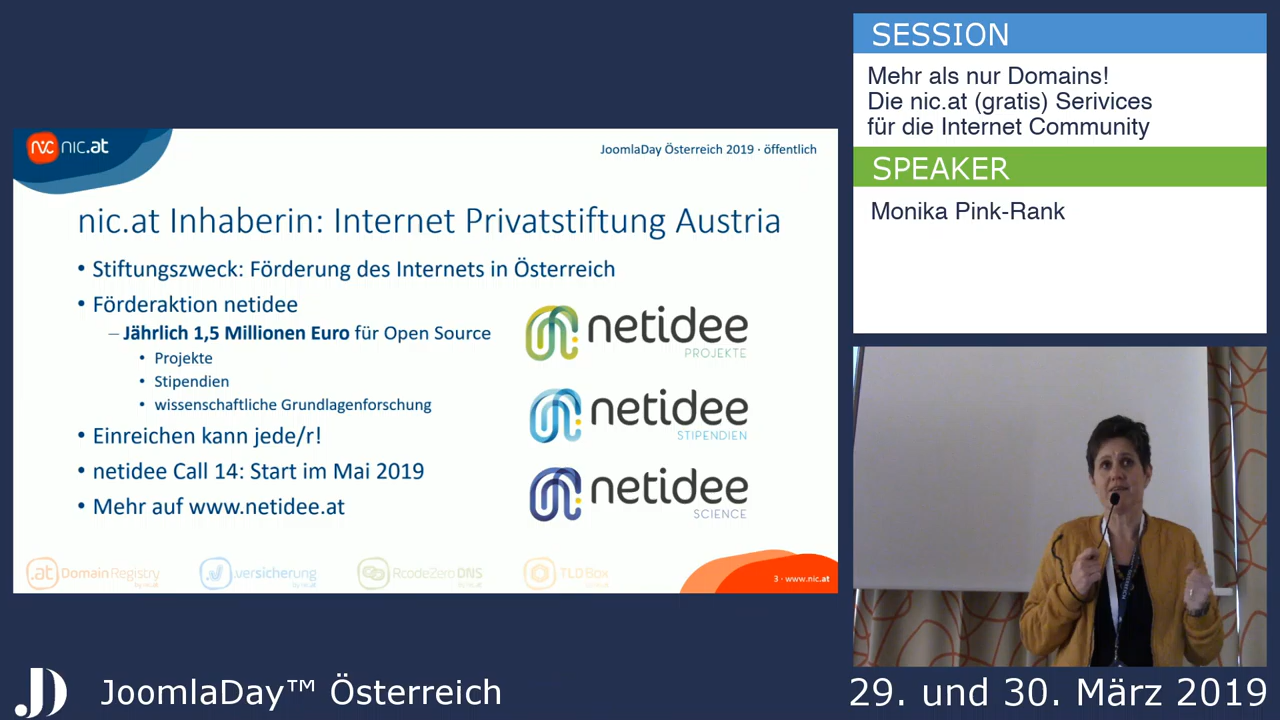 SESSION
Mehr als nur Domains!
Die nic.at (gratis) Serivices
für die Internet Community
SPEAKER
Monika Pink-Rank
nic.at
JoomlaDay Österreich 2019 · öffentlich
nic.at Inhaberin: Internet Privatstiftung Austria
• Stiftungszweck: Förderung des Internets in Österreich
• Förderaktion netidee
– Jährlich 1,5 Millionen Euro für Open Source
• Projekte
• Stipendien
• wissenschaftliche Grundlagenforschung
• Einreichen kann jede/r!
• netidee Call 14: Start im Mai 2019
• Mehr auf www.netidee.at
netidee
PROJEKTE
netidee
STIPENDIEN
netidee
SCIENCE
.at Domain Registry
.versicherung
RcodeZero DNS
TLD Box
3 · www.nic.at
JoomlaDay™ Österreich
29. und 30. März 2019